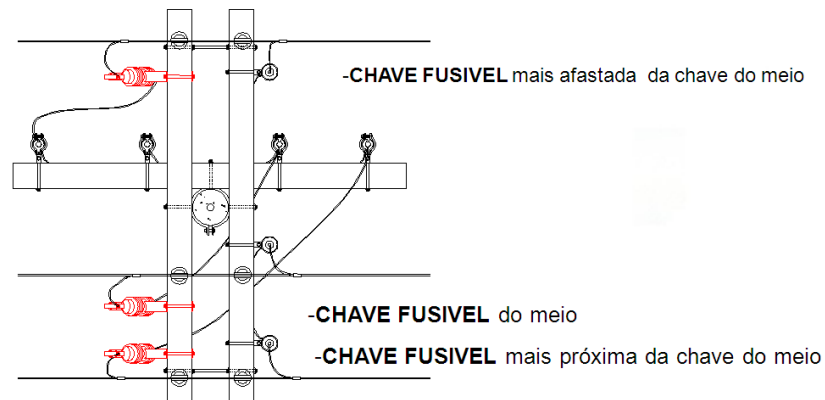 -CHAVE FUSIVEL mais afastada da chave do meio
-CHAVE FUSIVEL do meio
-CHAVE FUSIVEL mais próxima da chave do meio